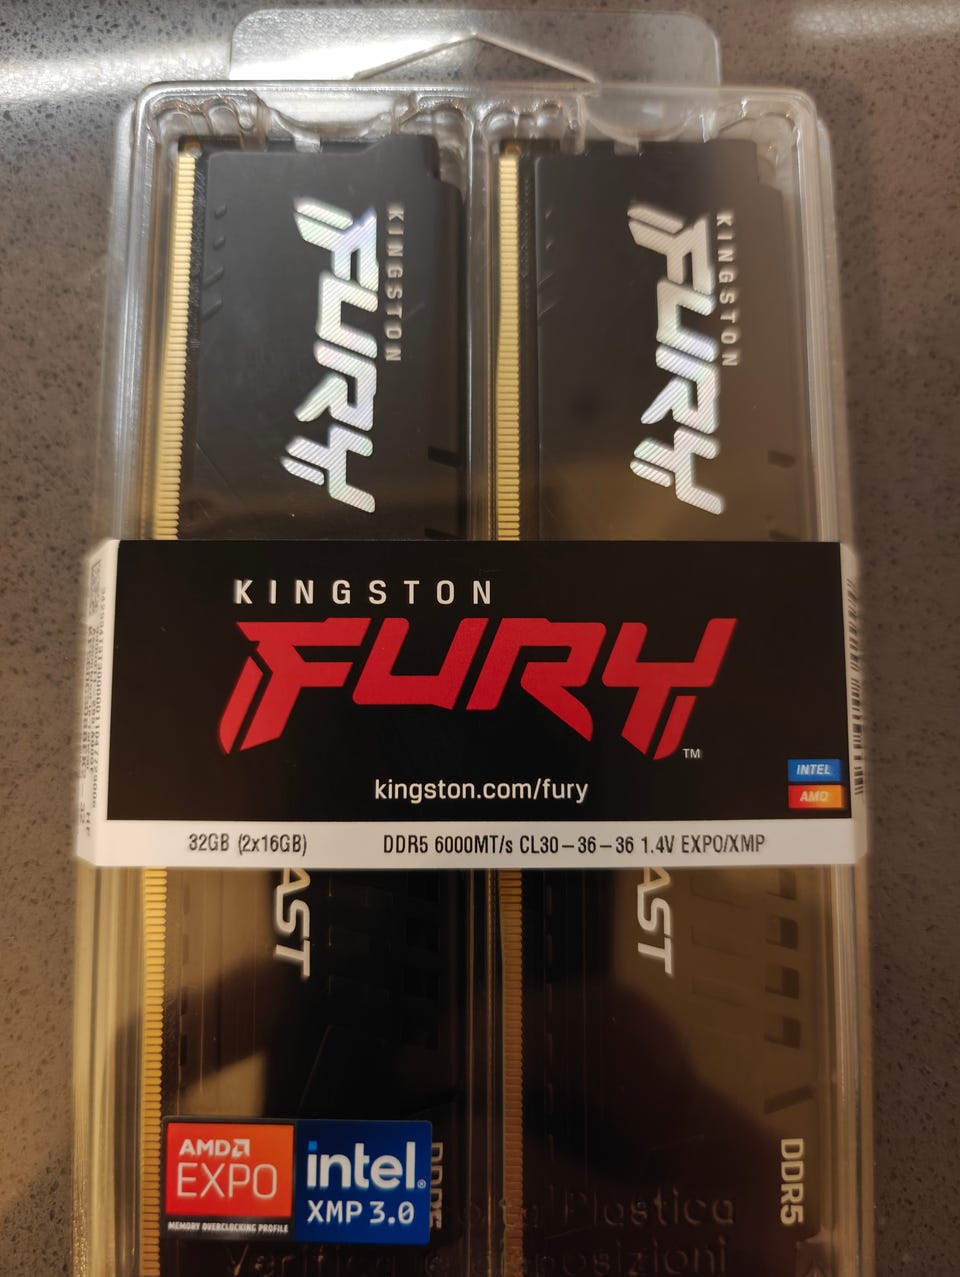 KINGSTON
FURY
KINGSTON
FURY
KINGSTON
FURY
TM
kingston.com/fury
INTEL
AMD
32GB (2x16GB) DDR5 6000MT/s CL30-36-36 1.4V EXPO/XMP
AST
AST
AMD
EXPO
MEMORY OVERCLOCKING PROFILE
intel®
XMP 3.0
DDR5
DDR5
Plastica